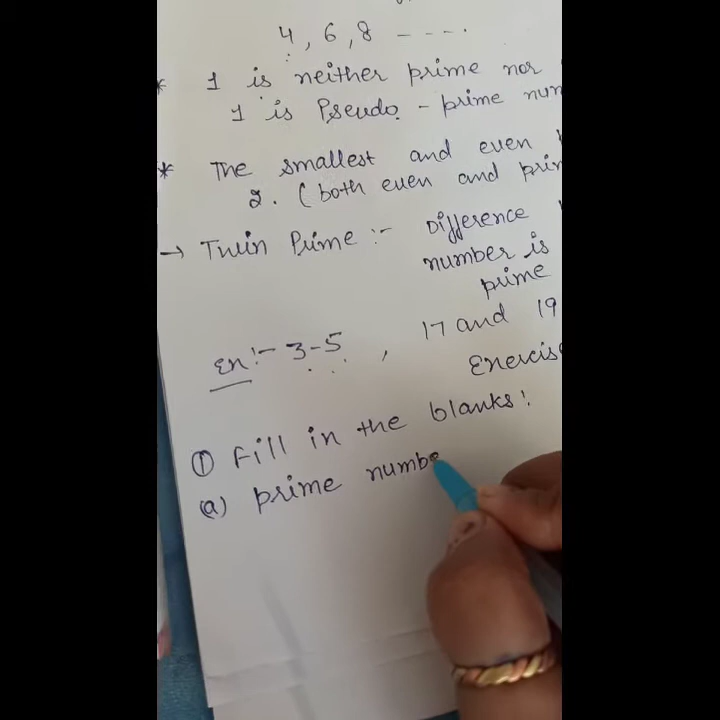 4, 6, 8 - - - -.
* 1 is neither prime nor
1 is Pseudo - prime num
* The smallest and even
2. (both even and prim
→ Twin Prime :- Difference
number is
prime
En:- 3-5 , 17 and 19
Enercise
① Fill in the blanks:
(a) prime numbe